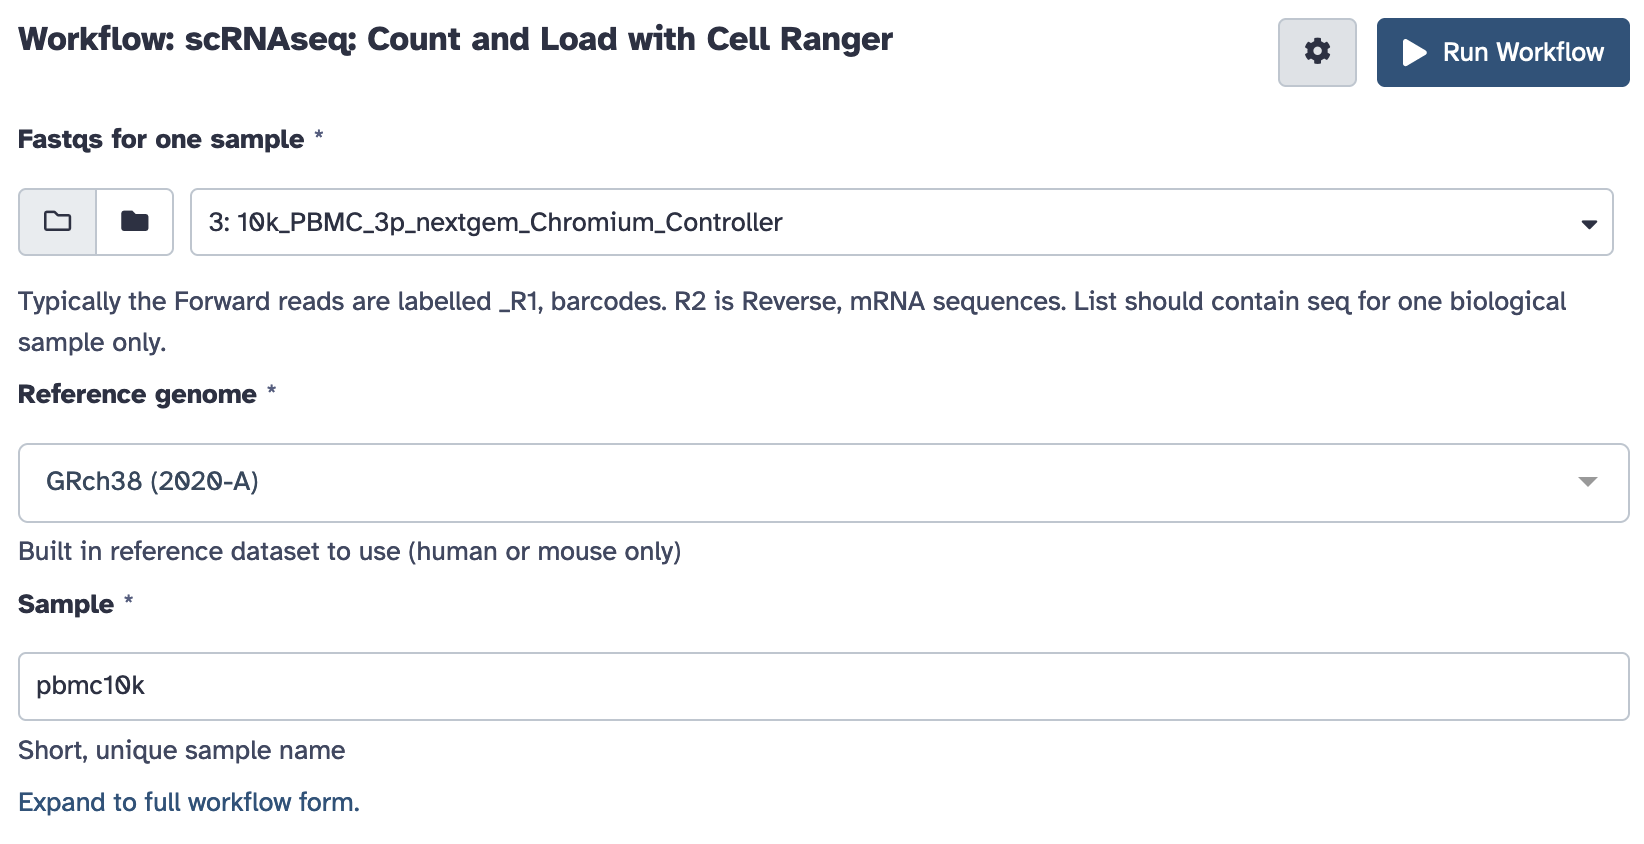 Workflow: scRNAseq: Count and Load with Cell Ranger
Run Workflow
Fastqs for one sample *
3: 10k_PBMC_3p_nextgem_Chromium_Controller
Typically the Forward reads are labelled _R1, barcodes. R2 is Reverse, mRNA sequences. List should contain seq for one biological
sample only.
Reference genome *
GRch38 (2020-A)
Built in reference dataset to use (human or mouse only)
Sample *
pbmc10k
Short, unique sample name
Expand to full workflow form.